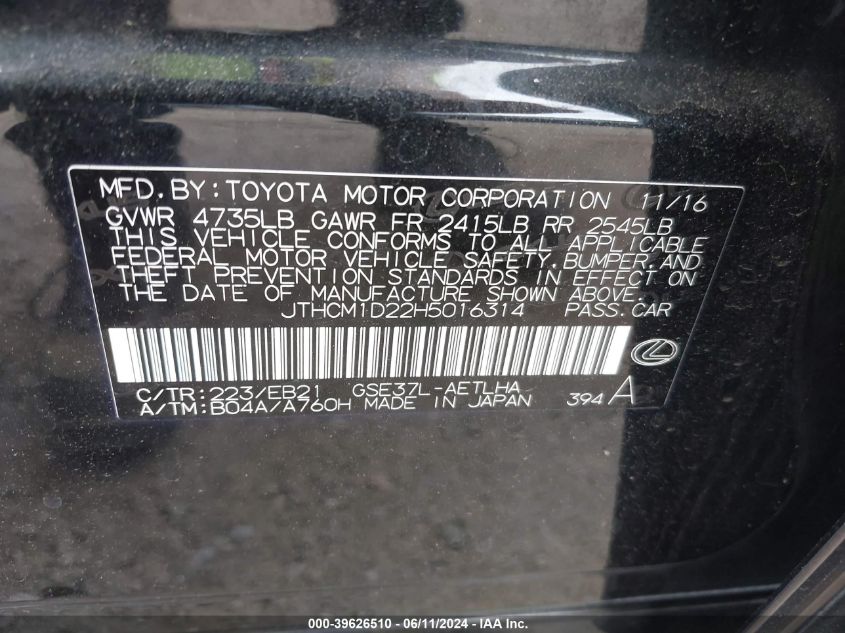 MFD. BY: TOYOTA MOTOR CORPORATION 11/16
GVWR 4735LB GAWR FR 2415LB RR 2545LB
THIS VEHICLE CONFORMS TO ALL APPLICABLE
FEDERAL MOTOR VEHICLE SAFETY, BUMPER, AND
THEFT PREVENTION STANDARDS IN EFFECT ON
THE DATE OF MANUFACTURE SHOWN ABOVE.
JTHCM1D22H5016314 PASS. CAR
C/TR: 223/EB21 GSE37L-AETLHA
A/TM: B04A/A760H MADE IN JAPAN 394 A
000-39626510 - 06/11/2024 - IAA Inc.